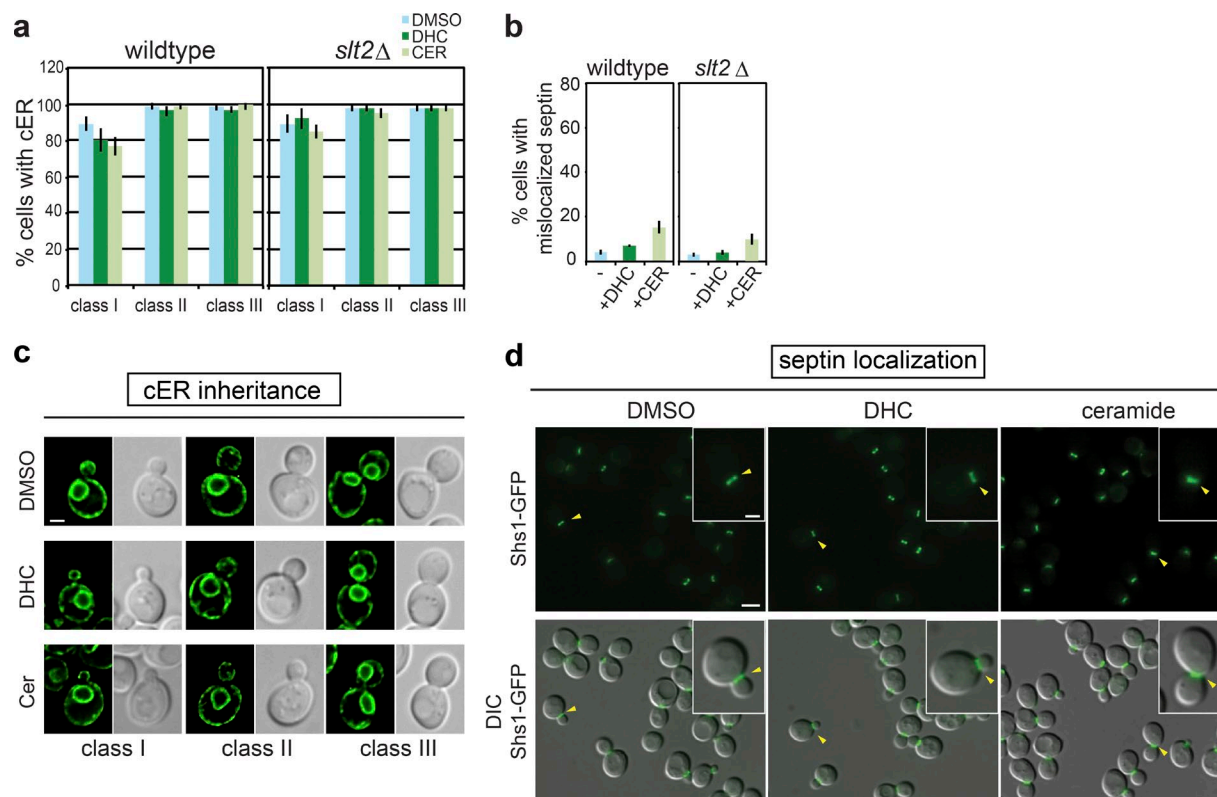 a
wildtype
slt2Δ
DMSO
DHC
CER
% cells with cER
120
100
80
60
40
20
0
class I
class II
class III
class I
class II
class III
b
wildtype
slt2 Δ
% cells with
mislocalized septin
80
60
40
20
0
-
+DHC
+CER
-
+DHC
+CER
c
cER inheritance
DMSO
DHC
Cer
class I
class II
class III
d
septin localization
DMSO
DHC
ceramide
Shs1-GFP
DIC
Shs1-GFP